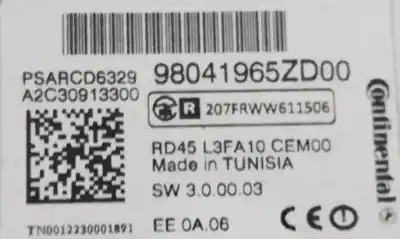 PSARCD6329
98041965ZD00
A2C30913300
R 207FRWW611506
RD45 L3FA10 CEM00
Made in TUNISIA
SW 3.0.00.03
TN0012230001891
EE 0A.06
CE
Continental